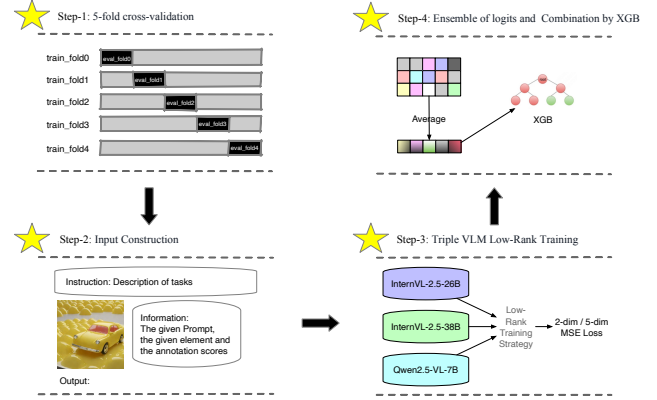 Step-1: 5-fold cross-validation
train_fold0
eval_fold0
train_fold1
eval_fold1
train_fold2
eval_fold2
train_fold3
eval_fold3
train_fold4
eval_fold4
Step-2: Input Construction
Instruction: Description of tasks
Information:
The given Prompt,
the given element and
the annotation scores
Output:
Step-3: Triple VLM Low-Rank Training
InternVL-2.5-26B
InternVL-2.5-38B
Qwen2.5-VL-7B
Low-
Rank
Training
Strategy
2-dim / 5-dim
MSE Loss
Step-4: Ensemble of logits and Combination by XGB
Average
XGB